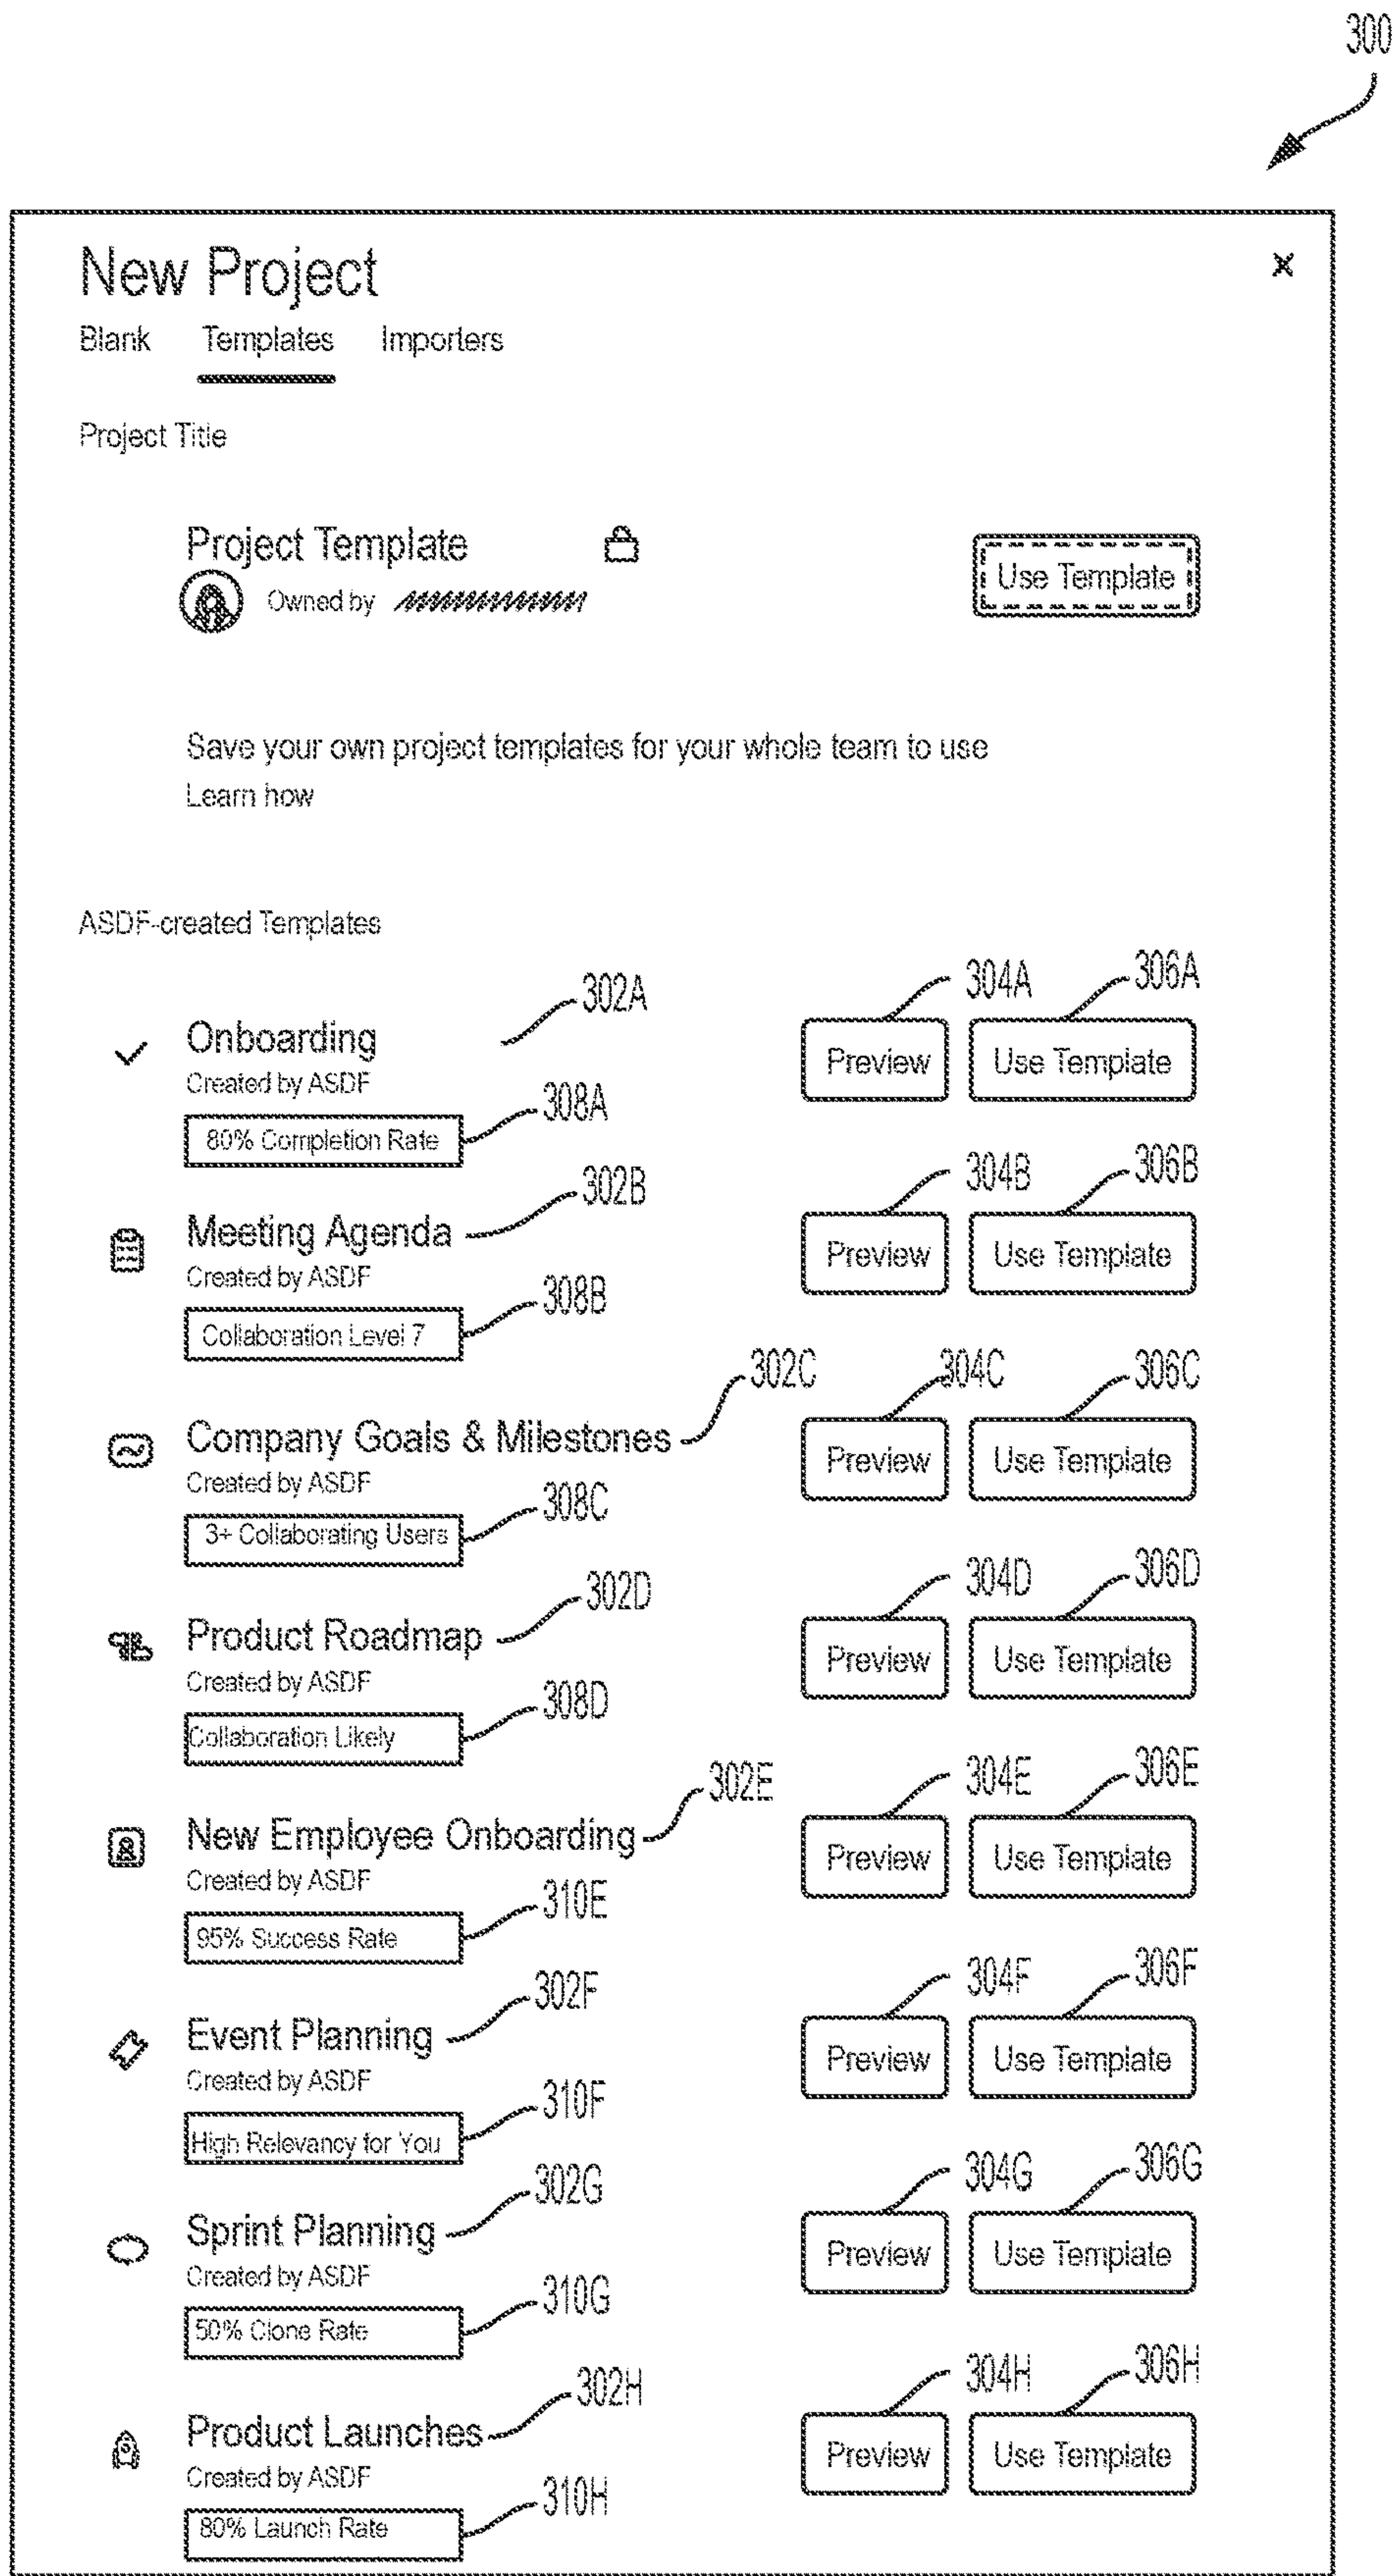 300
New Project
x
Blank Templates Importers
Project Title
Project Template
Use Template
Owned by
Save your own project templates for your whole team to use
Learn how
ASDF-created Templates
302A 304A 306A
Onboarding Preview Use Template
Created by ASDF
308A
80% Completion Rate
302B 304B 306B
Meeting Agenda Preview Use Template
Created by ASDF
308B
Collaboration Level 7
302C 304C 306C
Company Goals & Milestones Preview Use Template
Created by ASDF
308C
3+ Collaborating Users
302D 304D 306D
Product Roadmap Preview Use Template
Created by ASDF
308D
Collaboration Likely
302E 304E 306E
New Employee Onboarding Preview Use Template
Created by ASDF
310E
95% Success Rate
302F 304F 306F
Event Planning Preview Use Template
Created by ASDF
310F
High Relevancy for You
302G 304G 306G
Sprint Planning Preview Use Template
Created by ASDF
310G
50% Clone Rate
302H 304H 306H
Product Launches Preview Use Template
Created by ASDF
310H
80% Launch Rate